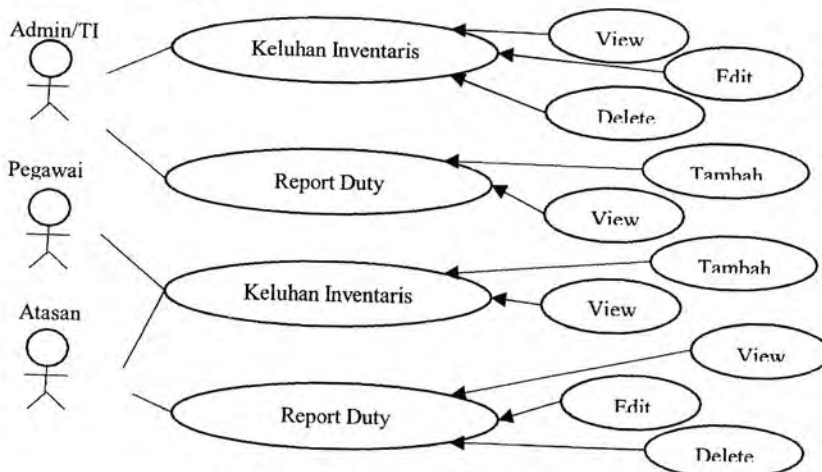 Admin/TI
Keluhan Inventaris
View
Edit
Delete
Report Duty
Tambah
View
Pegawai
Keluhan Inventaris
Tambah
View
Atasan
Report Duty
View
Edit
Delete